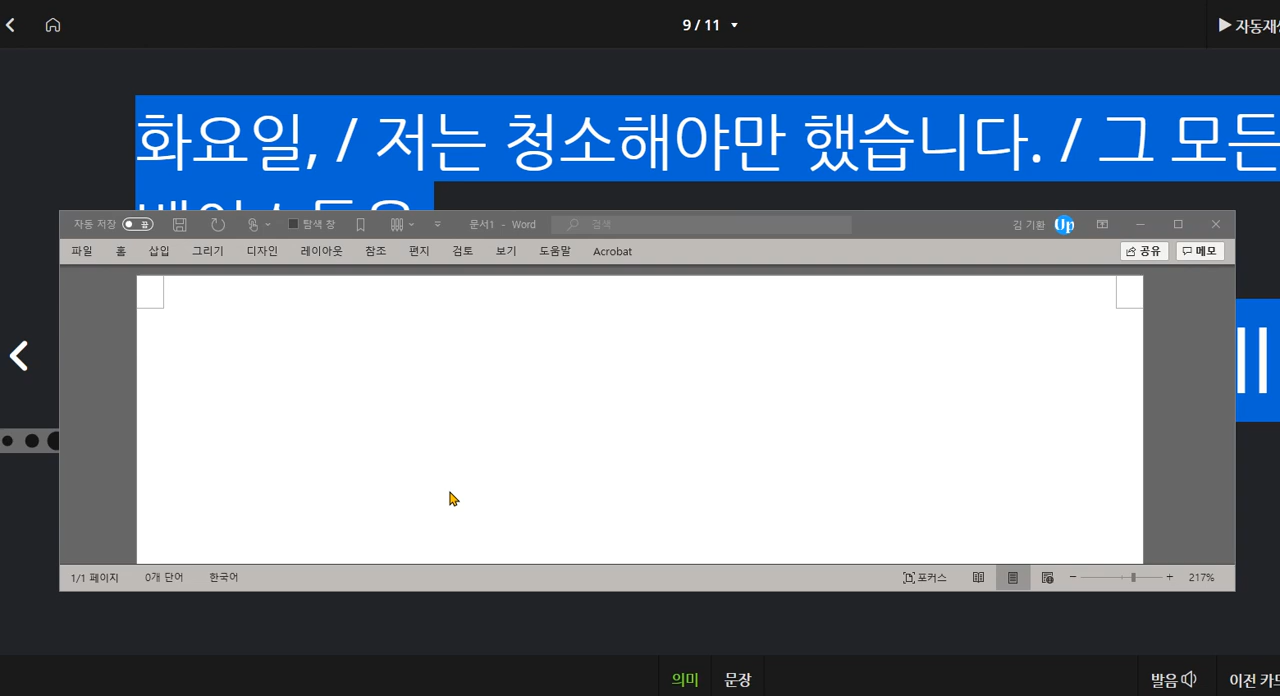 9 / 11
자동재생
화요일, / 저는 청소해야만 했습니다. / 그 모든
자동 저장 끔 탐색 창 문서1 - Word 검색 김 기환 Up
파일 홈 삽입 그리기 디자인 레이아웃 참조 편지 검토 보기 도움말 Acrobat 공유 메모
1/1 페이지 0개 단어 한국어 포커스 217%
의미 문장 발음 이전 카드